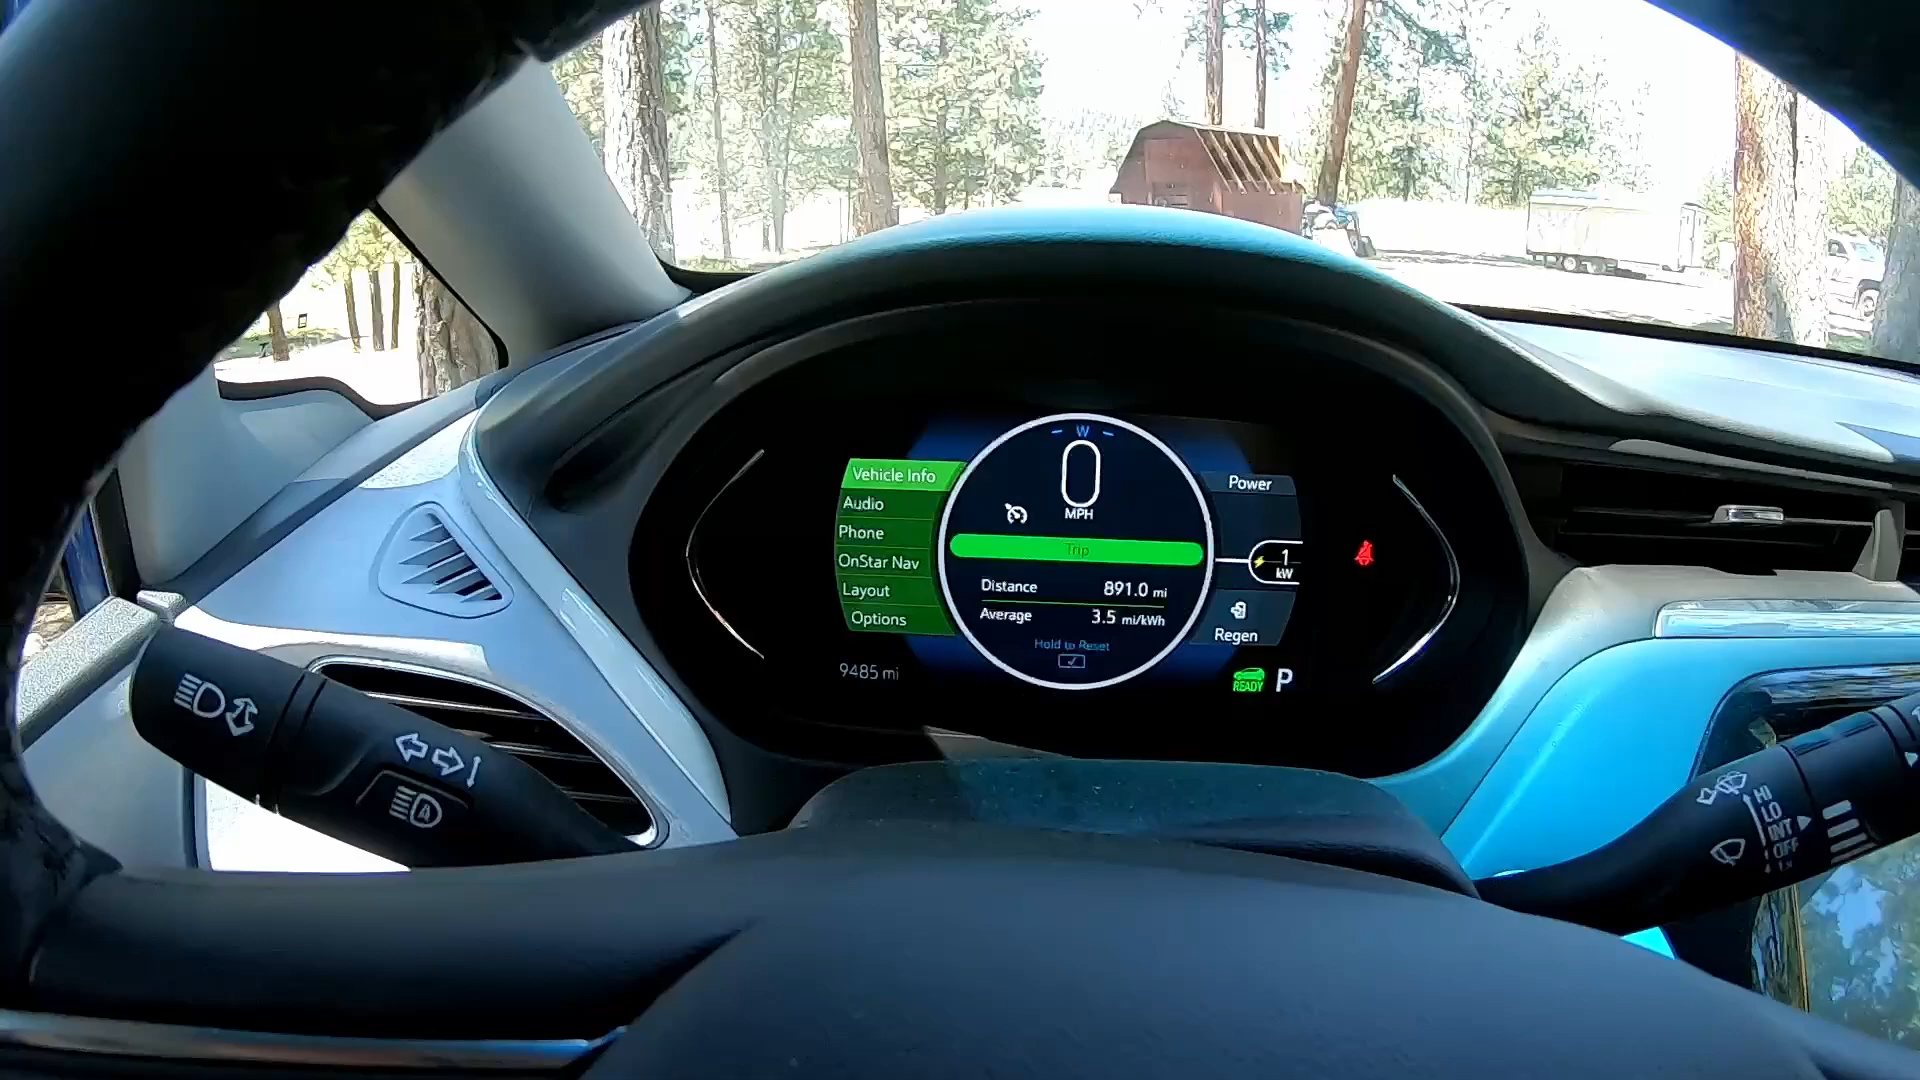 W
0
MPH
Vehicle Info
Audio
Phone
OnStar Nav
Layout
Options
Trip
Distance 891.0 mi
Average 3.5 mi/kWh
Hold to Reset
Power
1
kW
Regen
9485 mi
READY P
A
HI
LO
INT
OFF
1x